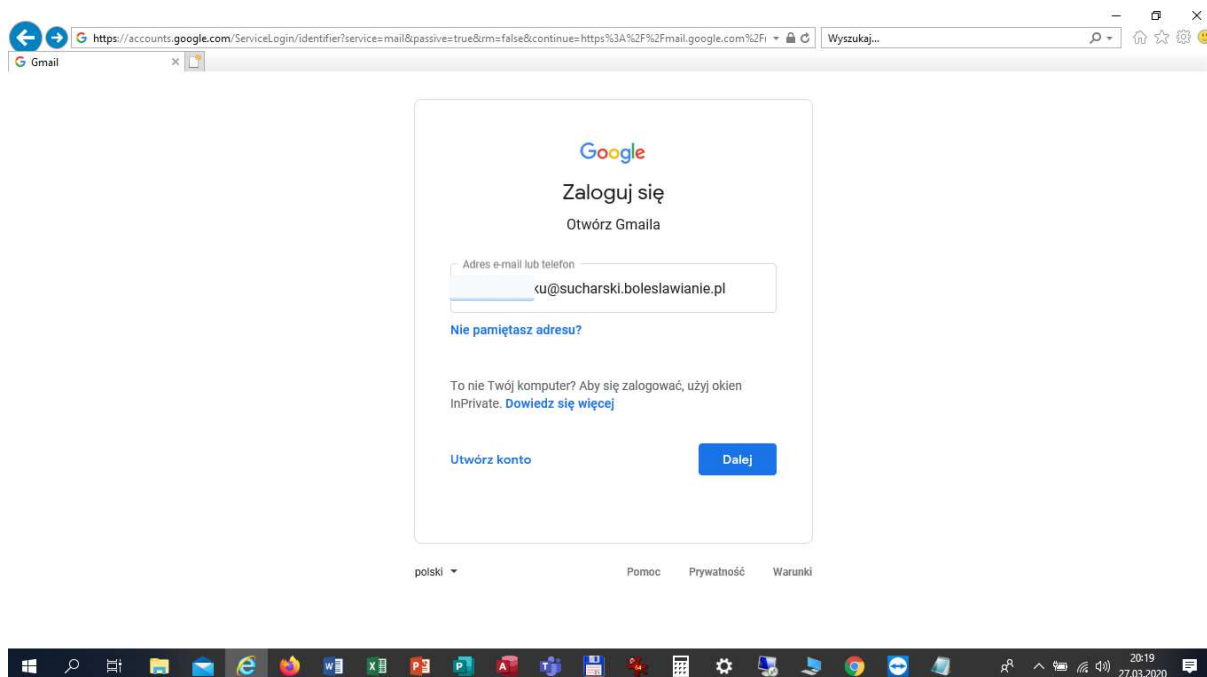 https://accounts.google.com/ServiceLogin/identifier?service=mail&passive=true&rm=false&continue=https%3A%2F%2Fmail.google.com%2F
Wyszukaj...
Gmail
Google
Zaloguj się
Otwórz Gmaila
Adres e-mail lub telefon
ku@sucharski.boleslawianie.pl
Nie pamiętasz adresu?
To nie Twój komputer? Aby się zalogować, użyj okien
InPrivate. Dowiedz się więcej
Utwórz konto
Dalej
polski
Pomoc Prywatność Warunki
20:19
27.03.2020